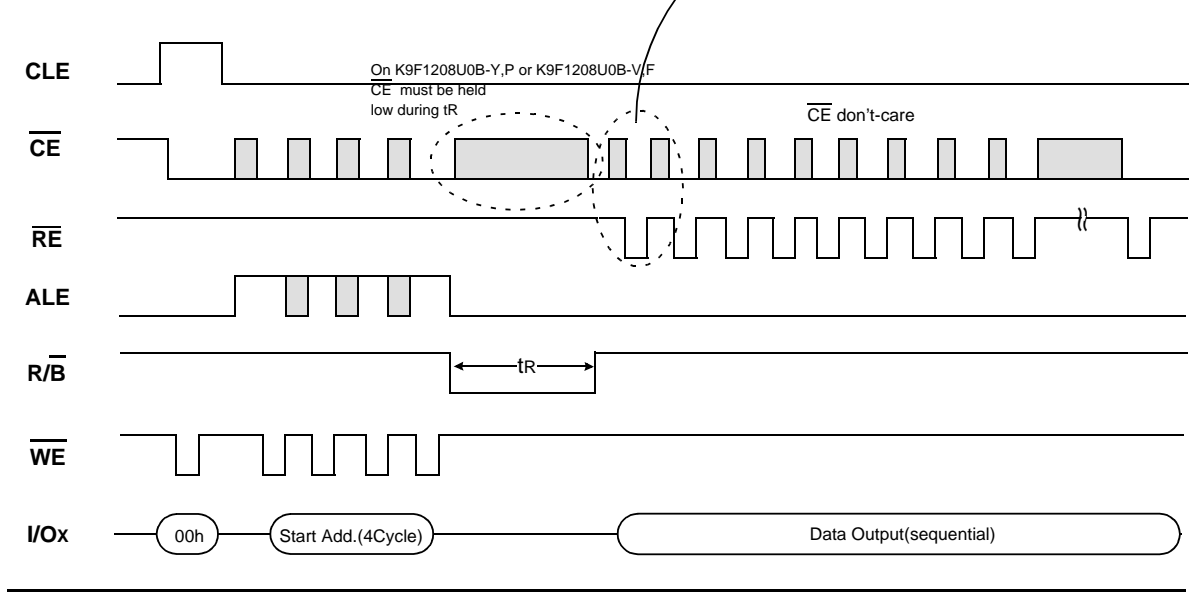 CLE
On K9F1208U0B-Y,P or K9F1208U0B-V,F
CE must be held
low during tR
CE don't-care
CE
RE
ALE
R/B
tR
WE
I/Ox
00h
Start Add.(4Cycle)
Data Output(sequential)